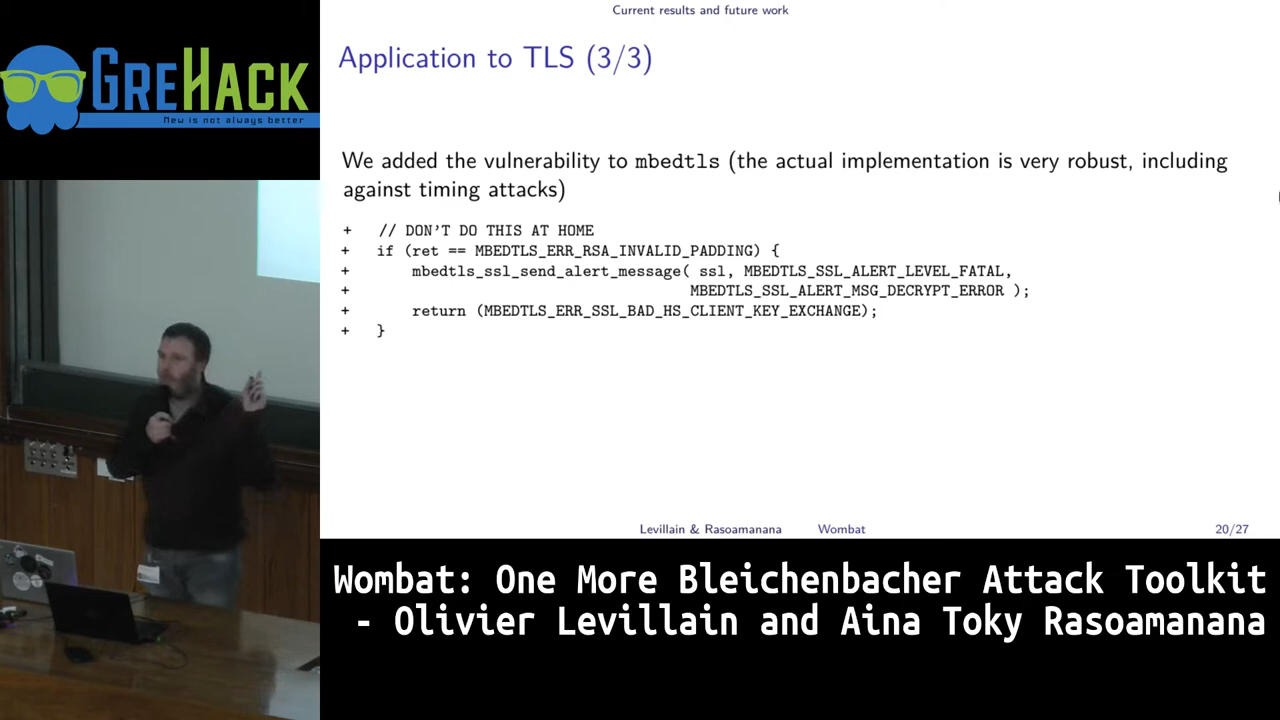 Current results and future work
GREHACK
New is not always better
Application to TLS (3/3)
We added the vulnerability to mbedtls (the actual implementation is very robust, including
against timing attacks)
+ // DON'T DO THIS AT HOME
+ if (ret == MBEDTLS_ERR_RSA_INVALID_PADDING) {
+ mbedtls_ssl_send_alert_message( ssl, MBEDTLS_SSL_ALERT_LEVEL_FATAL,
+ MBEDTLS_SSL_ALERT_MSG_DECRYPT_ERROR );
+ return (MBEDTLS_ERR_SSL_BAD_HS_CLIENT_KEY_EXCHANGE);
+ }
Levillain & Rasoamanana Wombat 20/27
Wombat: One More Bleichenbacher Attack Toolkit
- Olivier Levillain and Aina Toky Rasoamanana